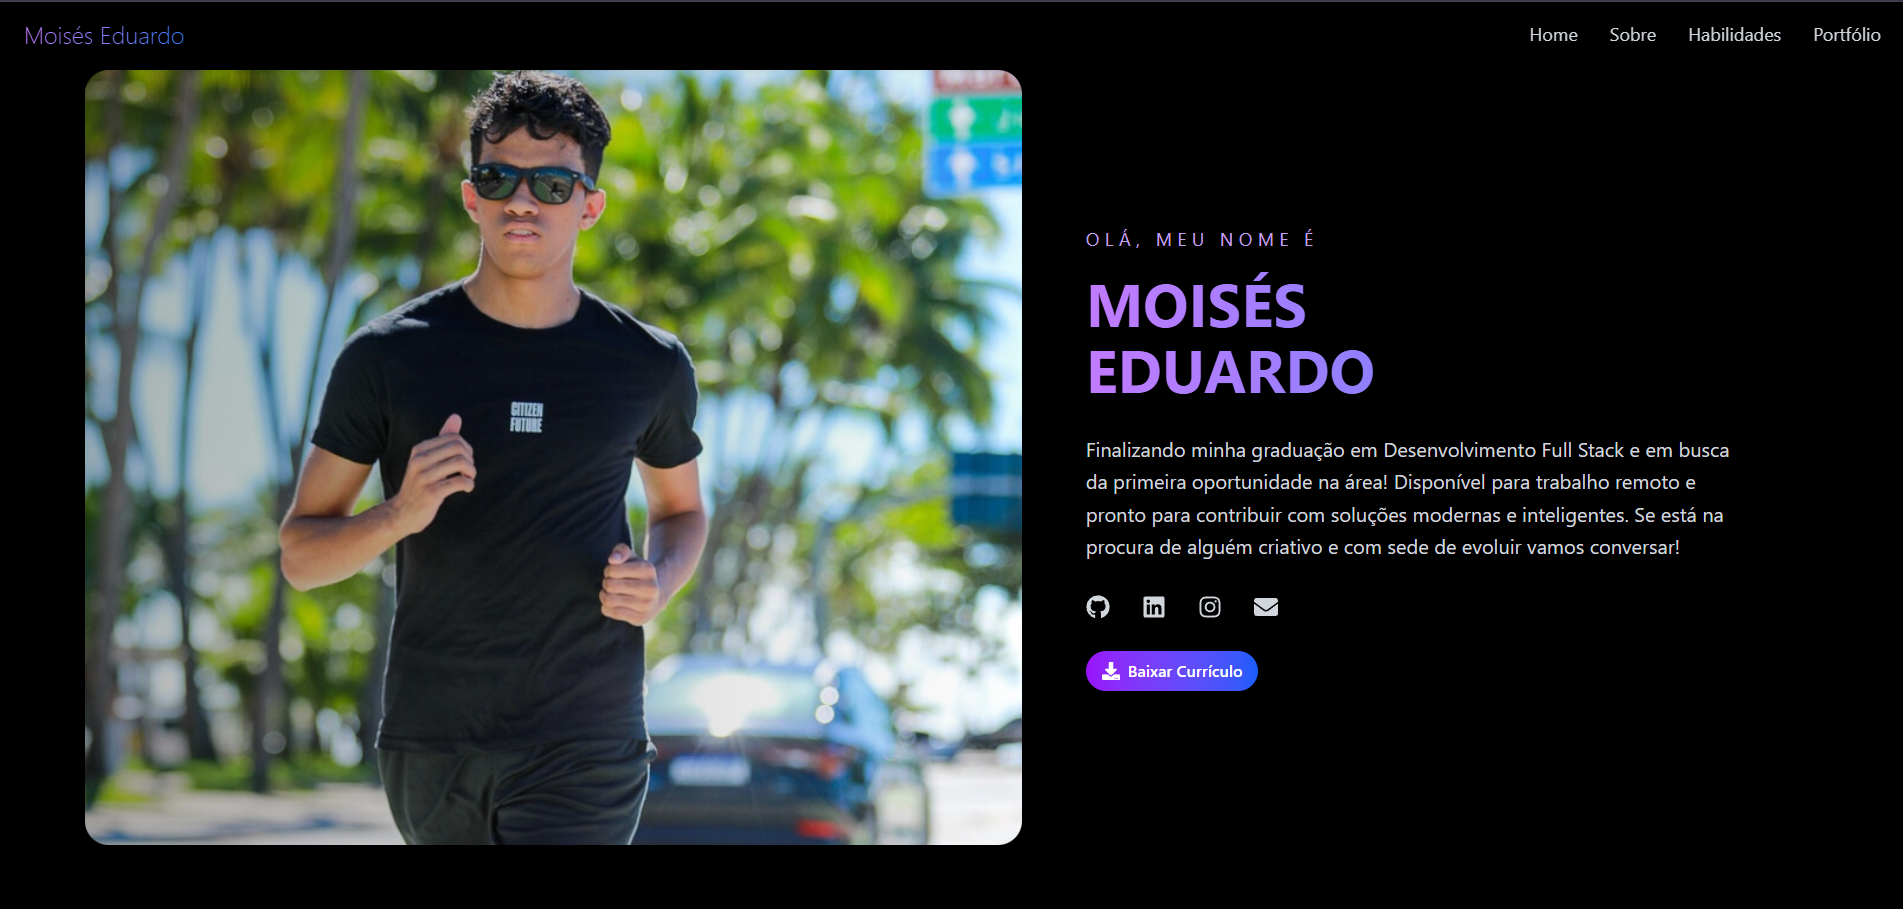 Moisés Eduardo
Home Sobre Habilidades Portfólio
CITIZEN
FUTURE
OLÁ, MEU NOME É
MOISÉS
EDUARDO
Finalizando minha graduação em Desenvolvimento Full Stack e em busca
da primeira oportunidade na área! Disponível para trabalho remoto e
pronto para contribuir com soluções modernas e inteligentes. Se está na
procura de alguém criativo e com sede de evoluir vamos conversar!
in
Baixar Currículo